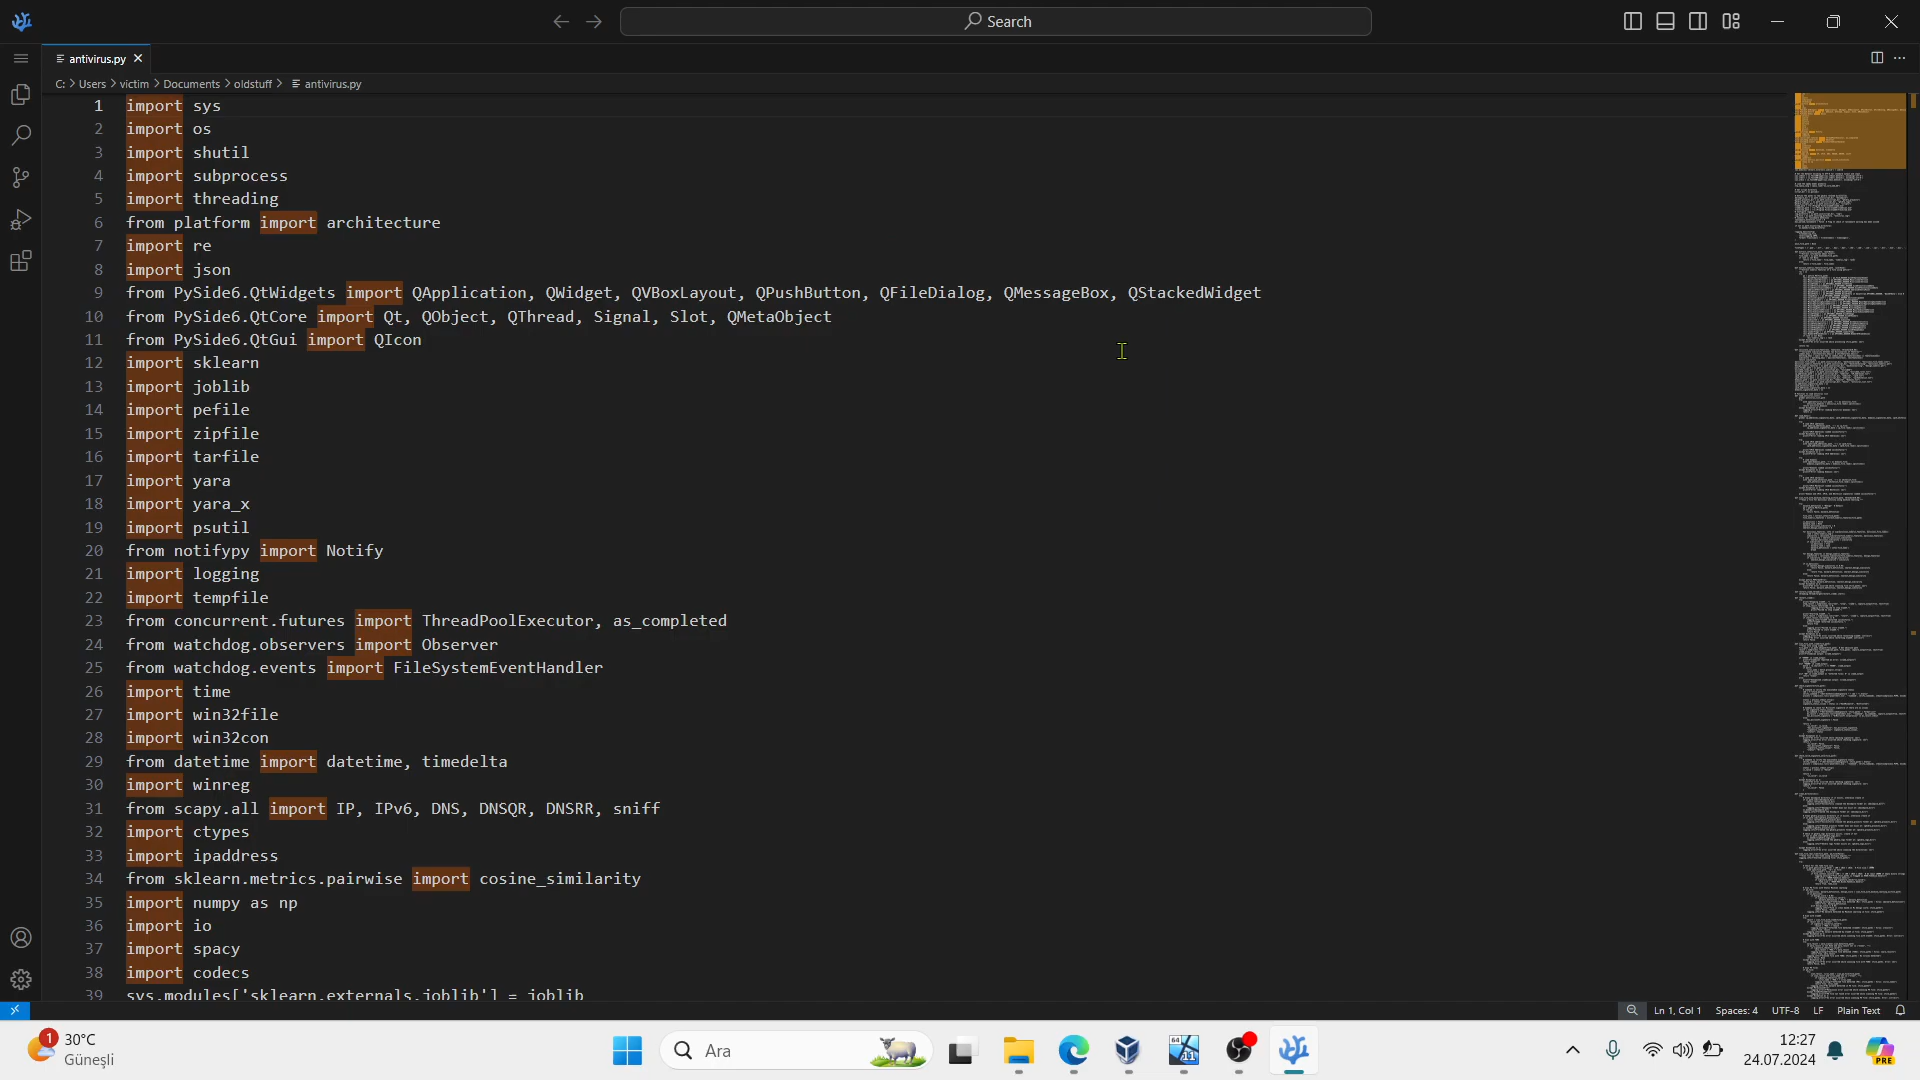 Search
antivirus.py
C: > Users > victim > Documents > oldstuff > antivirus.py
1 import sys
2 import os
3 import shutil
4 import subprocess
5 import threading
6 from platform import architecture
7 import re
8 import json
9 from PySide6.QtWidgets import QApplication, QWidget, QVBoxLayout, QPushButton, QFileDialog, QMessageBox, QStackedWidget
10 from PySide6.QtCore import Qt, QObject, QThread, Signal, Slot, QMetaObject
11 from PySide6.QtGui import QIcon
12 import sklearn
13 import joblib
14 import pefile
15 import zipfile
16 import tarfile
17 import yara
18 import yara_x
19 import psutil
20 from notifypy import Notify
21 import logging
22 import tempfile
23 from concurrent.futures import ThreadPoolExecutor, as_completed
24 from watchdog.observers import Observer
25 from watchdog.events import FileSystemEventHandler
26 import time
27 import win32file
28 import win32con
29 from datetime import datetime, timedelta
30 import winreg
31 from scapy.all import IP, IPv6, DNS, DNSQR, DNSRR, sniff
32 import ctypes
33 import ipaddress
34 from sklearn.metrics.pairwise import cosine_similarity
35 import numpy as np
36 import io
37 import spacy
38 import codecs
39 sys.modules['sklearn.externals.joblib'] = joblib
Ln 1, Col 1 Spaces: 4 UTF-8 LF Plain Text
1
30°C
Güneşli
Ara
64
11
12:27
24.07.2024
PRE